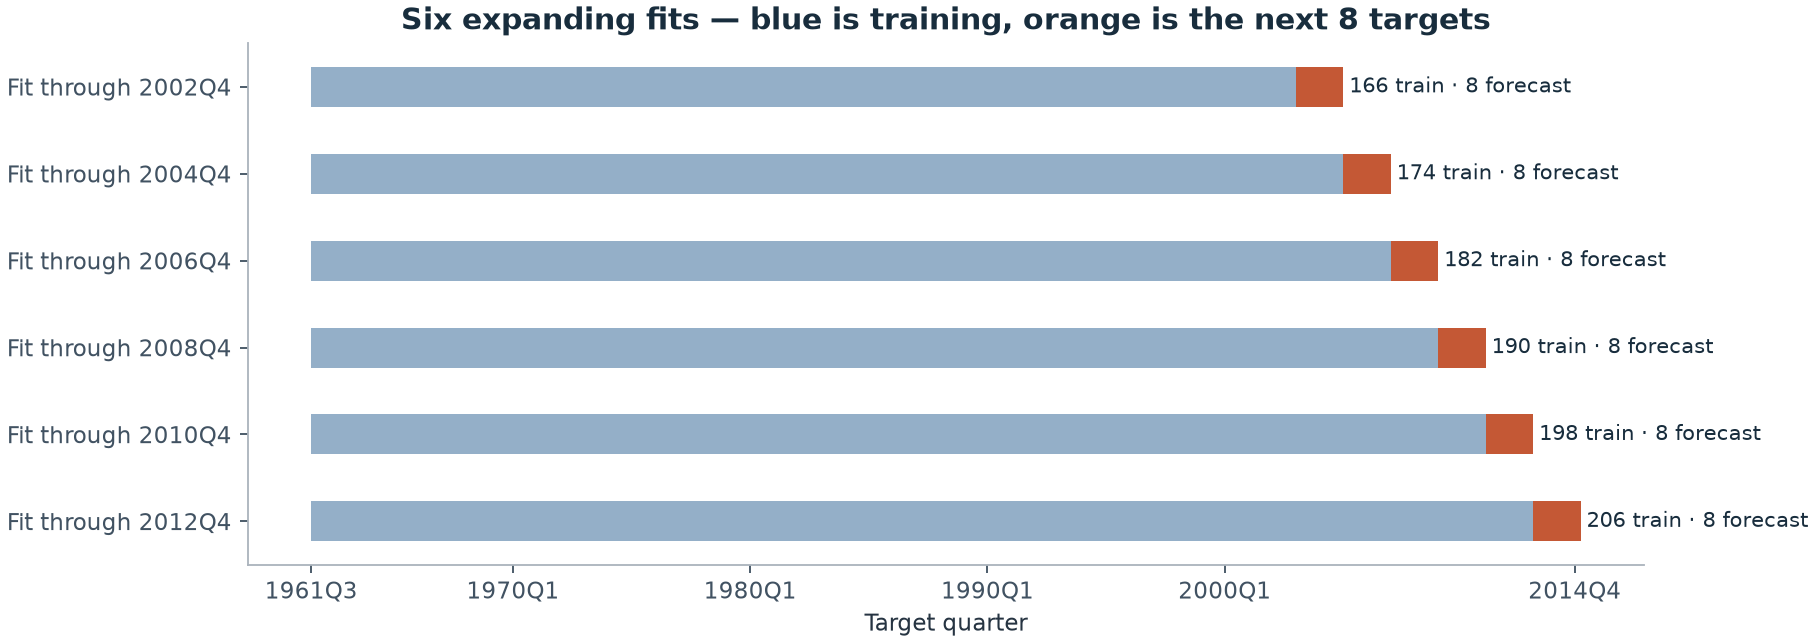 Six expanding fits — blue is training, orange is the next 8 targets
Fit through 2002Q4
166 train · 8 forecast
Fit through 2004Q4
174 train · 8 forecast
Fit through 2006Q4
182 train · 8 forecast
Fit through 2008Q4
190 train · 8 forecast
Fit through 2010Q4
198 train · 8 forecast
Fit through 2012Q4
206 train · 8 forecast
1961Q3 1970Q1 1980Q1 1990Q1 2000Q1 2014Q4
Target quarter